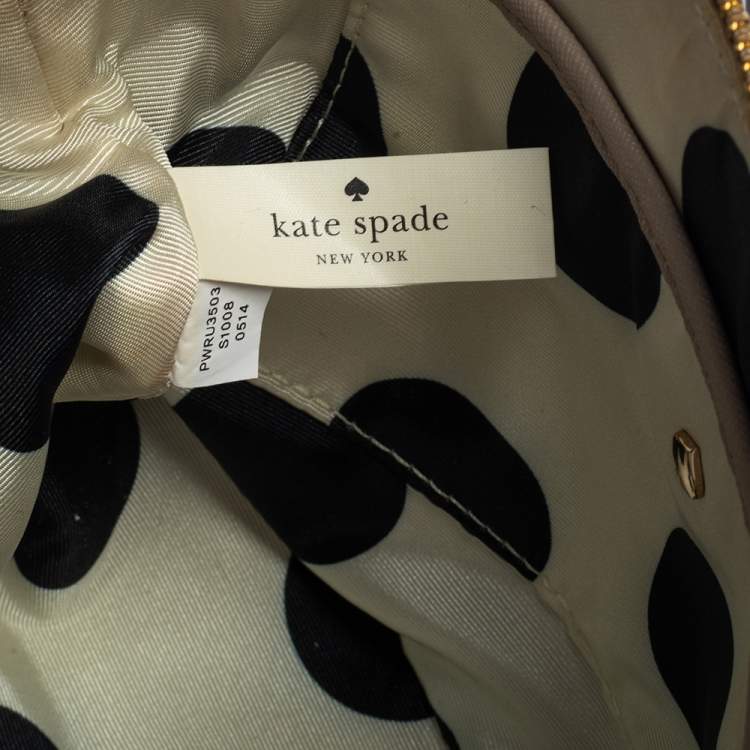 kate spade
NEW YORK
PWRU3503
S1008
0514